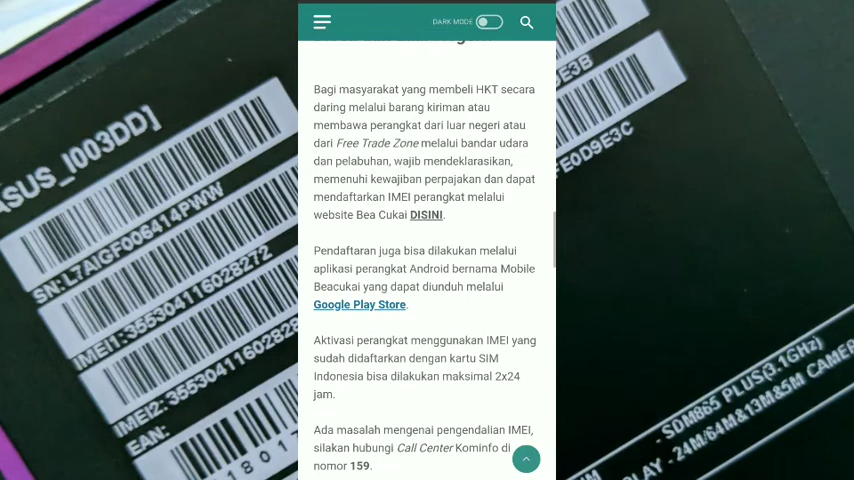 DARK MODE
Bagi masyarakat yang membeli HKT secara
daring melalui barang kiriman atau
membawa perangkat dari luar negeri atau
dari Free Trade Zone melalui bandar udara
dan pelabuhan, wajib mendeklarasikan,
memenuhi kewajiban perpajakan dan dapat
mendaftarkan IMEI perangkat melalui
website Bea Cukai DISINI.
Pendaftaran juga bisa dilakukan melalui
aplikasi perangkat Android bernama Mobile
Beacukai yang dapat diunduh melalui
Google Play Store.
Aktivasi perangkat menggunakan IMEI yang
sudah didaftarkan dengan kartu SIM
Indonesia bisa dilakukan maksimal 2x24
jam.
Ada masalah mengenai pengendalian IMEI,
silakan hubungi Call Center Kominfo di
nomor 159.
ASUS_I003DD]
SN:L7AIGF006414PWW
IMEI1:355304116028272
IMEI2:3553041160282
EAN:
18017
E3B
FE0D9E3C
- SDM865 PLUS(3.1GHz)
PLAY - 24M/64M&13M&5M CAMER